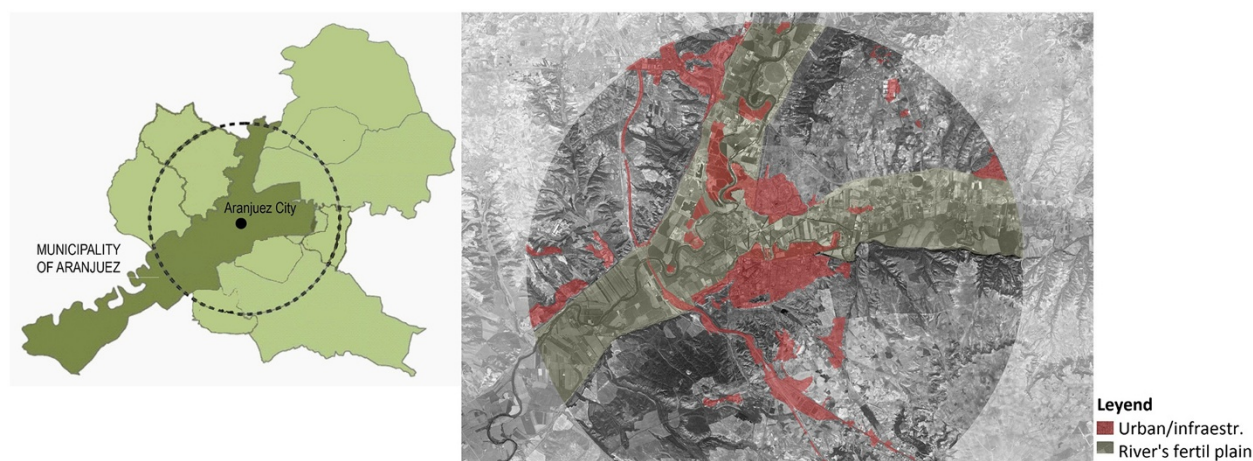 Aranjuez City
MUNICIPALITY
OF ARANJUEZ
Leyend
Urban/infraestr.
River's fertil plain